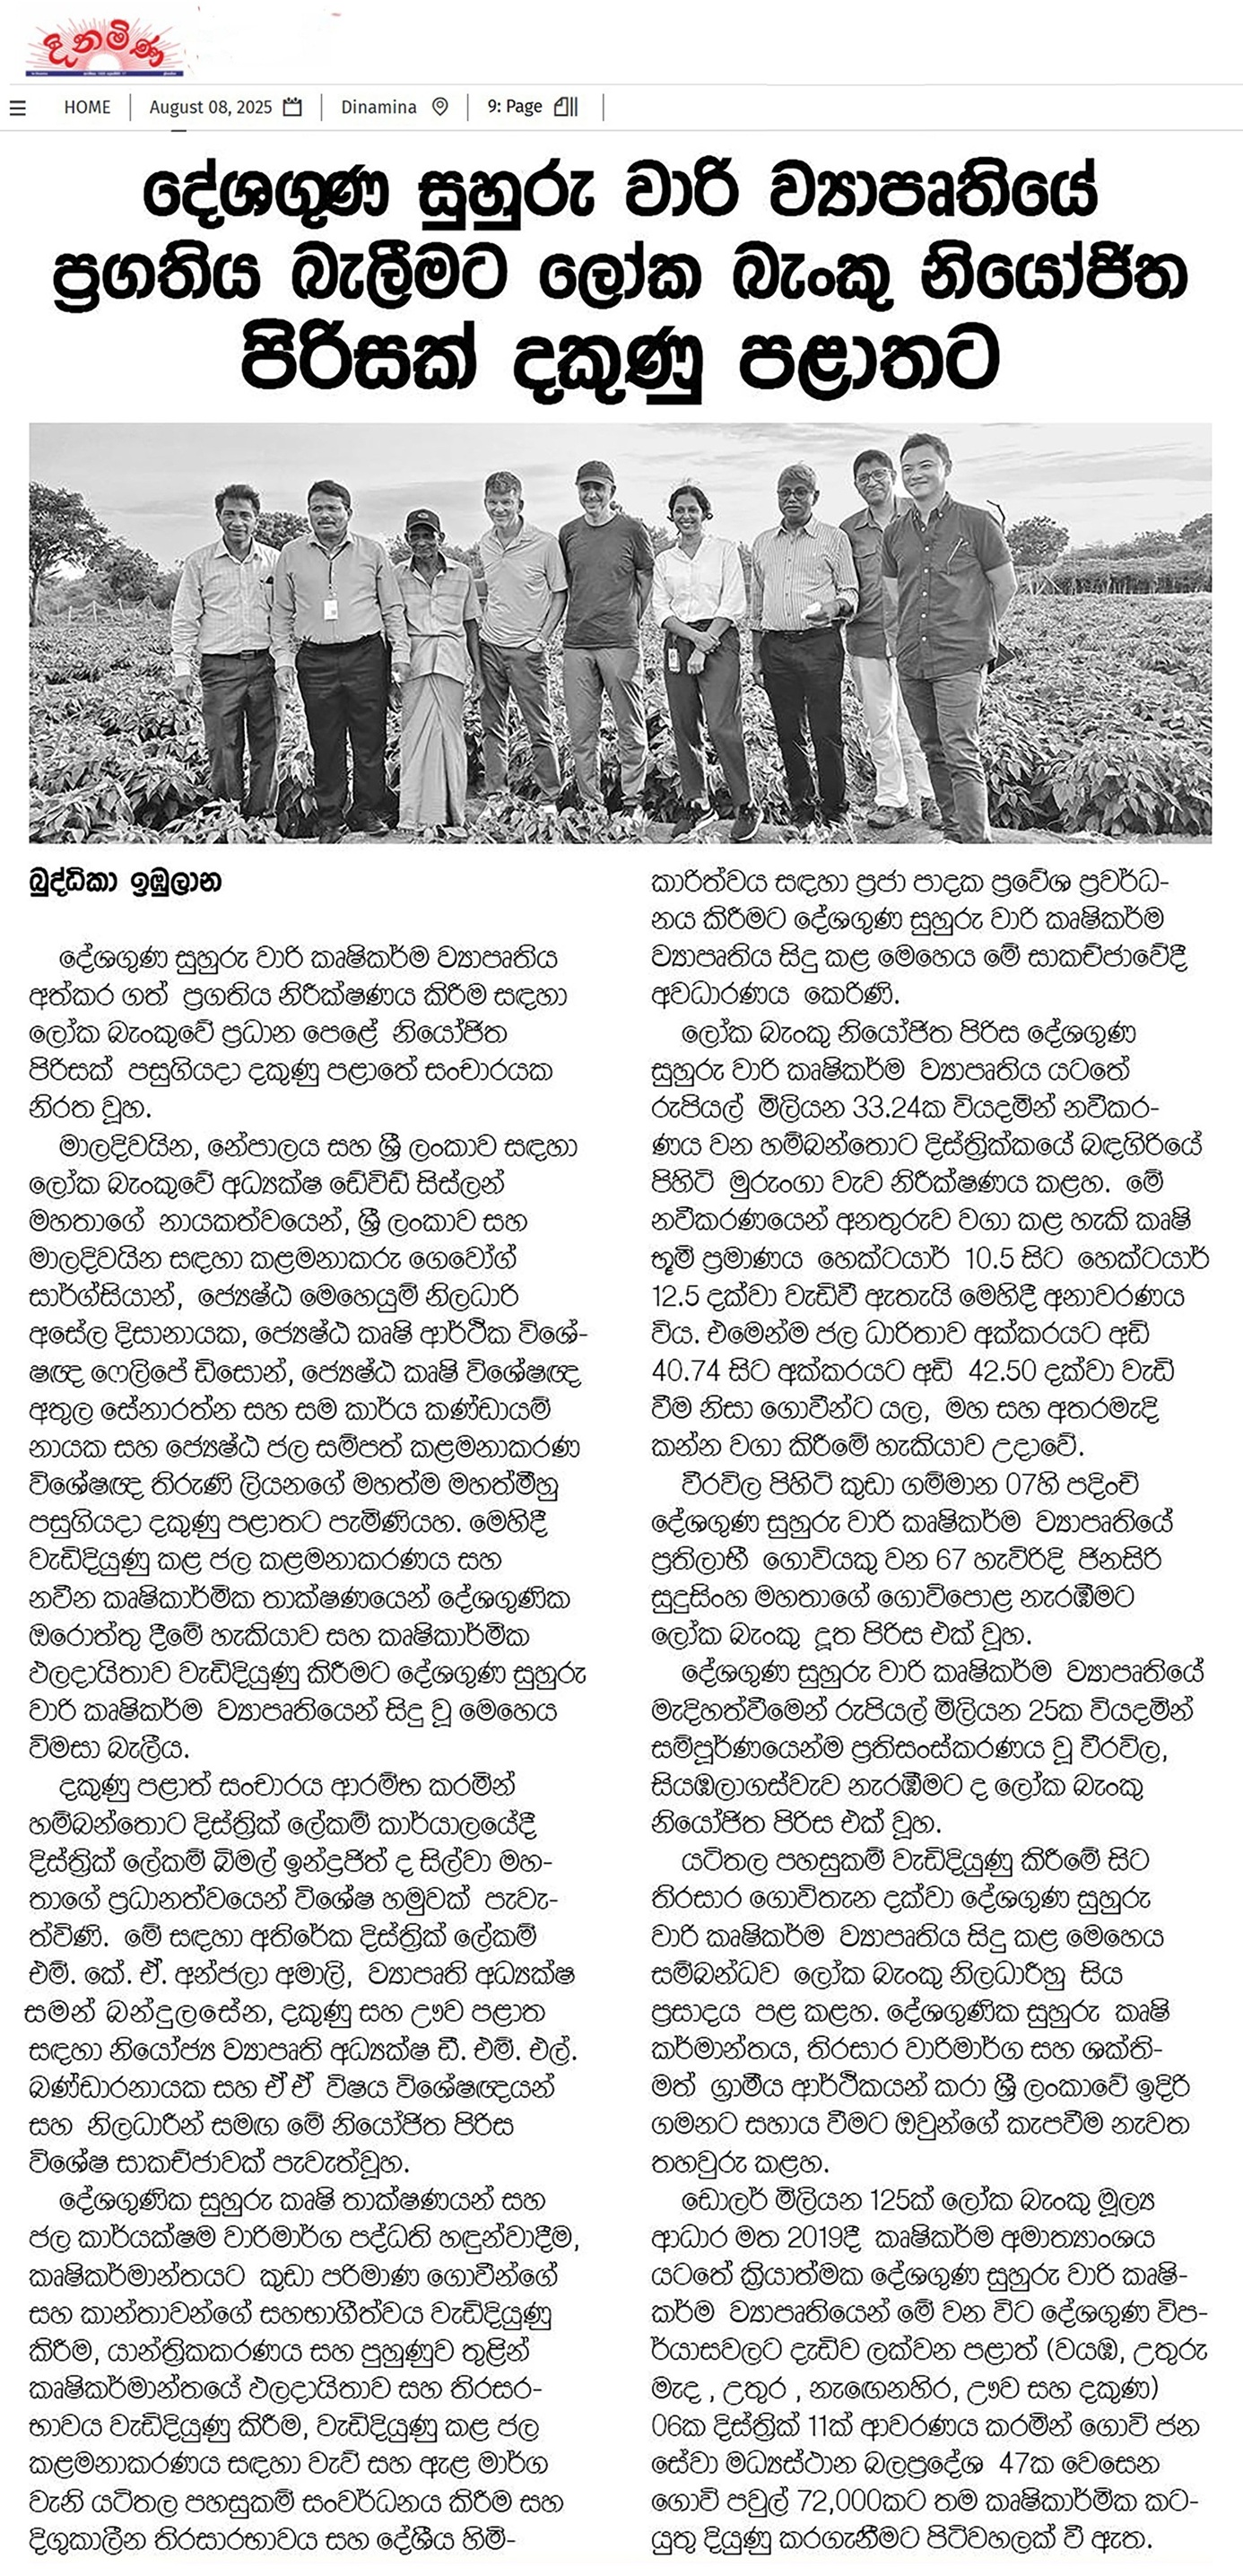 දිනමිණ
HOME
August 08, 2025
Dinamina
9: Page
දේශගුණ සුහුරු වාරි ව්‍යාපෘතියේ
ප්‍රගතිය බැලීමට ලෝක බැංකු නියෝජිත
පිරිසක් දකුණු පළාතට
බුද්ධිකා ඉඹුලාන
දේශගුණ සුහුරු වාරි කෘෂිකර්ම ව්‍යාපෘතිය
අත්කර ගත් ප්‍රගතිය නිරීක්ෂණය කිරීම සඳහා
ලෝක බැංකුවේ ප්‍රධාන පෙළේ නියෝජිත
පිරිසක් පසුගියදා දකුණු පළාතේ සංචාරයක
නිරත වූහ.
මාලදිවයින, නේපාලය සහ ශ්‍රී ලංකාව සඳහා
ලෝක බැංකුවේ අධ්‍යක්ෂ ඩේවිඩ් සිස්ලන්
මහතාගේ නායකත්වයෙන්, ශ්‍රී ලංකාව සහ
මාලදිවයින සඳහා කළමනාකරු ගෙවෝග්
සාර්ග්සියාන්, ජ්‍යෙෂ්ඨ මෙහෙයුම් නිලධාරි
අසේල දිසානායක, ජ්‍යෙෂ්ඨ කෘෂි ආර්ථික විශේ-
ෂඥ ෆෙලිපේ ඩිසොන්, ජ්‍යෙෂ්ඨ කෘෂි විශේෂඥ
අතුල සේනාරත්න සහ සම කාර්ය කණ්ඩායම්
නායක සහ ජ්‍යෙෂ්ඨ ජල සම්පත් කළමනාකරණ
විශේෂඥ තිරුණි ලියනගේ මහත්ම මහත්මීහු
පසුගියදා දකුණු පළාතට පැමිණියහ. මෙහිදී
වැඩිදියුණු කළ ජල කළමනාකරණය සහ
නවීන කෘෂිකාර්මික තාක්ෂණයෙන් දේශගුණික
ඔරොත්තු දීමේ හැකියාව සහ කෘෂිකාර්මික
ඵලදායිතාව වැඩිදියුණු කිරීමට දේශගුණ සුහුරු
වාරි කෘෂිකර්ම ව්‍යාපෘතියෙන් සිදු වූ මෙහෙය
විමසා බැලීය.
දකුණු පළාත් සංචාරය ආරම්භ කරමින්
හම්බන්තොට දිස්ත්‍රික් ලේකම් කාර්යාලයේදී
දිස්ත්‍රික් ලේකම් බිමල් ඉන්ද්‍රජිත් ද සිල්වා මහ-
තාගේ ප්‍රධානත්වයෙන් විශේෂ හමුවක් පැවැ-
ත්විණි. මේ සඳහා අතිරේක දිස්ත්‍රික් ලේකම්
එම්. කේ. ඒ. අන්ජලා අමාලි, ව්‍යාපෘති අධ්‍යක්ෂ
සමන් බන්දුලසේන, දකුණු සහ ඌව පළාත
සඳහා නියෝජ්‍ය ව්‍යාපෘති අධ්‍යක්ෂ ඩී. එම්. එල්.
බණ්ඩාරනායක සහ ඒ ඒ විෂය විශේෂඥයන්
සහ නිලධාරීන් සමඟ මේ නියෝජිත පිරිස
විශේෂ සාකච්ජාවක් පැවැත්වූහ.
දේශගුණික සුහුරු කෘෂි තාක්ෂණයන් සහ
ජල කාර්යක්ෂම වාරිමාර්ග පද්ධති හඳුන්වාදීම,
කෘෂිකර්මාන්තයට කුඩා පරිමාණ ගොවීන්ගේ
සහ කාන්තාවන්ගේ සහභාගීත්වය වැඩිදියුණු
කිරීම, යාන්ත්‍රිකකරණය සහ පුහුණුව තුළින්
කෘෂිකර්මාන්තයේ ඵලදායිතාව සහ තිරසර-
භාවය වැඩිදියුණු කිරීම, වැඩිදියුණු කළ ජල
කළමනාකරණය සඳහා වැව් සහ ඇළ මාර්ග
වැනි යටිතල පහසුකම් සංවර්ධනය කිරීම සහ
දිගුකාලීන තිරසාරභාවය සහ දේශීය හිමි-
කාරිත්වය සඳහා ප්‍රජා පාදක ප්‍රවේශ ප්‍රවර්ධ-
නය කිරීමට දේශගුණ සුහුරු වාරි කෘෂිකර්ම
ව්‍යාපෘතිය සිදු කළ මෙහෙය මේ සාකච්ජාවේදී
අවධාරණය කෙරිණි.
ලෝක බැංකු නියෝජිත පිරිස දේශගුණ
සුහුරු වාරි කෘෂිකර්ම ව්‍යාපෘතිය යටතේ
රුපියල් මිලියන 33.24ක වියදමින් නවීකර-
ණය වන හම්බන්තොට දිස්ත්‍රික්කයේ බඳගිරියේ
පිහිටි මුරුංගා වැව නිරීක්ෂණය කළහ. මේ
නවීකරණයෙන් අනතුරුව වගා කළ හැකි කෘෂි
භූමි ප්‍රමාණය හෙක්ටයාර් 10.5 සිට හෙක්ටයාර්
12.5 දක්වා වැඩිවී ඇතැයි මෙහිදී අනාවරණය
විය. එමෙන්ම ජල ධාරිතාව අක්කරයට අඩි
40.74 සිට අක්කරයට අඩි 42.50 දක්වා වැඩි
වීම නිසා ගොවීන්ට යල, මහ සහ අතරමැදි
කන්න වගා කිරීමේ හැකියාව උදාවේ.
වීරවිල පිහිටි කුඩා ගම්මාන 07හි පදිංචි
දේශගුණ සුහුරු වාරි කෘෂිකර්ම ව්‍යාපෘතියේ
ප්‍රතිලාභී ගොවියකු වන 67 හැවිරිදි ජිනසිරි
සුදුසිංහ මහතාගේ ගොවිපොළ නැරඹීමට
ලෝක බැංකු දූත පිරිස එක් වූහ.
දේශගුණ සුහුරු වාරි කෘෂිකර්ම ව්‍යාපෘතියේ
මැදිහත්වීමෙන් රුපියල් මිලියන 25ක වියදමින්
සම්පූර්ණයෙන්ම ප්‍රතිසංස්කරණය වූ වීරවිල,
සියඹලාගස්වැව නැරඹීමට ද ලෝක බැංකු
නියෝජිත පිරිස එක් වූහ.
යටිතල පහසුකම් වැඩිදියුණු කිරීමේ සිට
තිරසාර ගොවිතැන දක්වා දේශගුණ සුහුරු
වාරි කෘෂිකර්ම ව්‍යාපෘතිය සිදු කළ මෙහෙය
සම්බන්ධව ලෝක බැංකු නිලධාරීහු සිය
ප්‍රසාදය පළ කළහ. දේශගුණික සුහුරු කෘෂි
කර්මාන්තය, තිරසාර වාරිමාර්ග සහ ශක්ති-
මත් ග්‍රාමීය ආර්ථිකයන් කරා ශ්‍රී ලංකාවේ ඉදිරි
ගමනට සහාය වීමට ඔවුන්ගේ කැපවීම නැවත
තහවුරු කළහ.
ඩොලර් මිලියන 125ක් ලෝක බැංකු මූල්‍ය
ආධාර මත 2019දී කෘෂිකර්ම අමාත්‍යාංශය
යටතේ ක්‍රියාත්මක දේශගුණ සුහුරු වාරි කෘෂි-
කර්ම ව්‍යාපෘතියෙන් මේ වන විට දේශගුණ විප-
ර්යාසවලට දැඩිව ලක්වන පළාත් (වයඹ, උතුරු
මැද , උතුර , නැඟෙනහිර, ඌව සහ දකුණ)
06ක දිස්ත්‍රික් 11ක් ආවරණය කරමින් ගොවි ජන
සේවා මධ්‍යස්ථාන බලප්‍රදේශ 47ක වෙසෙන
ගොවි පවුල් 72,000කට තම කෘෂිකාර්මික කට-
යුතු දියුණු කරගැනීමට පිටිවහලක් වී ඇත.